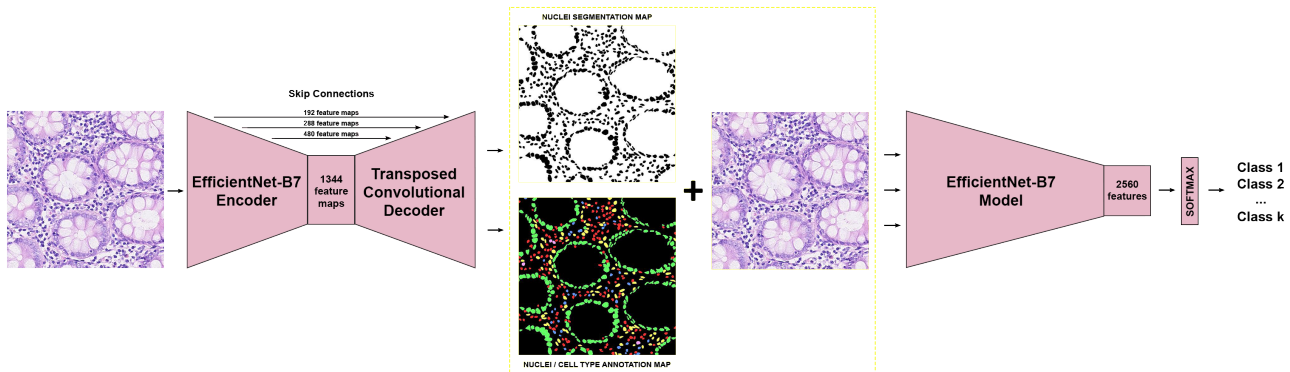 NUCLEI SEGMENTATION MAP
Skip Connections
192 feature maps
288 feature maps
480 feature maps
EfficientNet-B7
Encoder
1344
feature
maps
Transposed
Convolutional
Decoder
+
EfficientNet-B7
Model
2560
features
SOFTMAX
Class 1
Class 2
...
Class k
NUCLEI / CELL TYPE ANNOTATION MAP